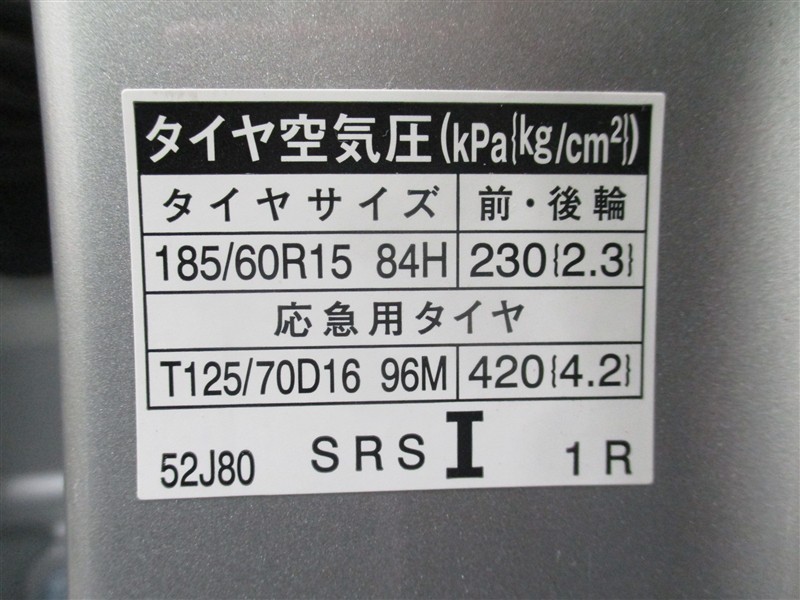 タイヤ空気圧(kPa{kg/cm²})
タイヤサイズ 前・後輪
185/60R15 84H 230{2.3}
応急用タイヤ
T125/70D16 96M 420{4.2}
52J80 SRS I 1R